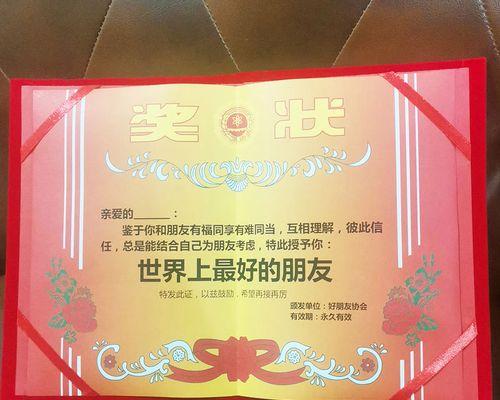 奖 状
亲爱的______：
鉴于你和朋友有福同享有难同当，互相理解，彼此信
任，总是能结合自己为朋友考虑，特此授予你：
世界上最好的朋友
特发此证，以兹鼓励，希望再接再厉
颁发单位：好朋友协会
有效期：永久有效